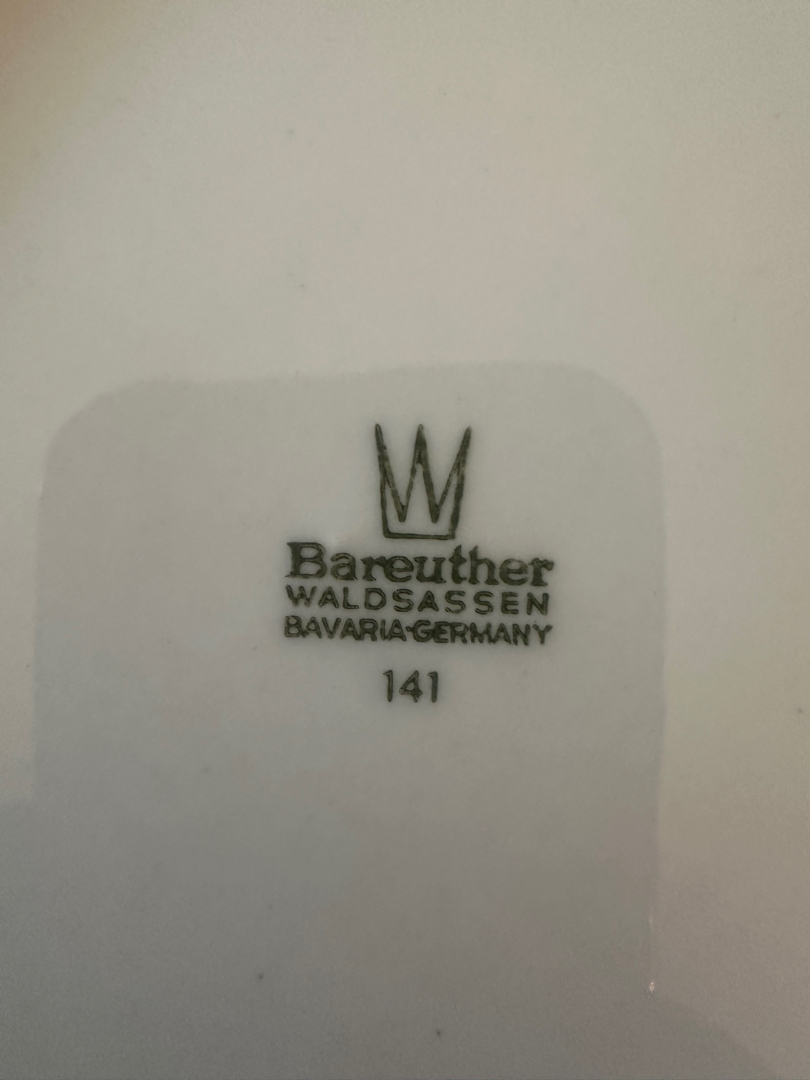 W
Bareuther
WALDSASSEN
BAVARIA-GERMANY
141